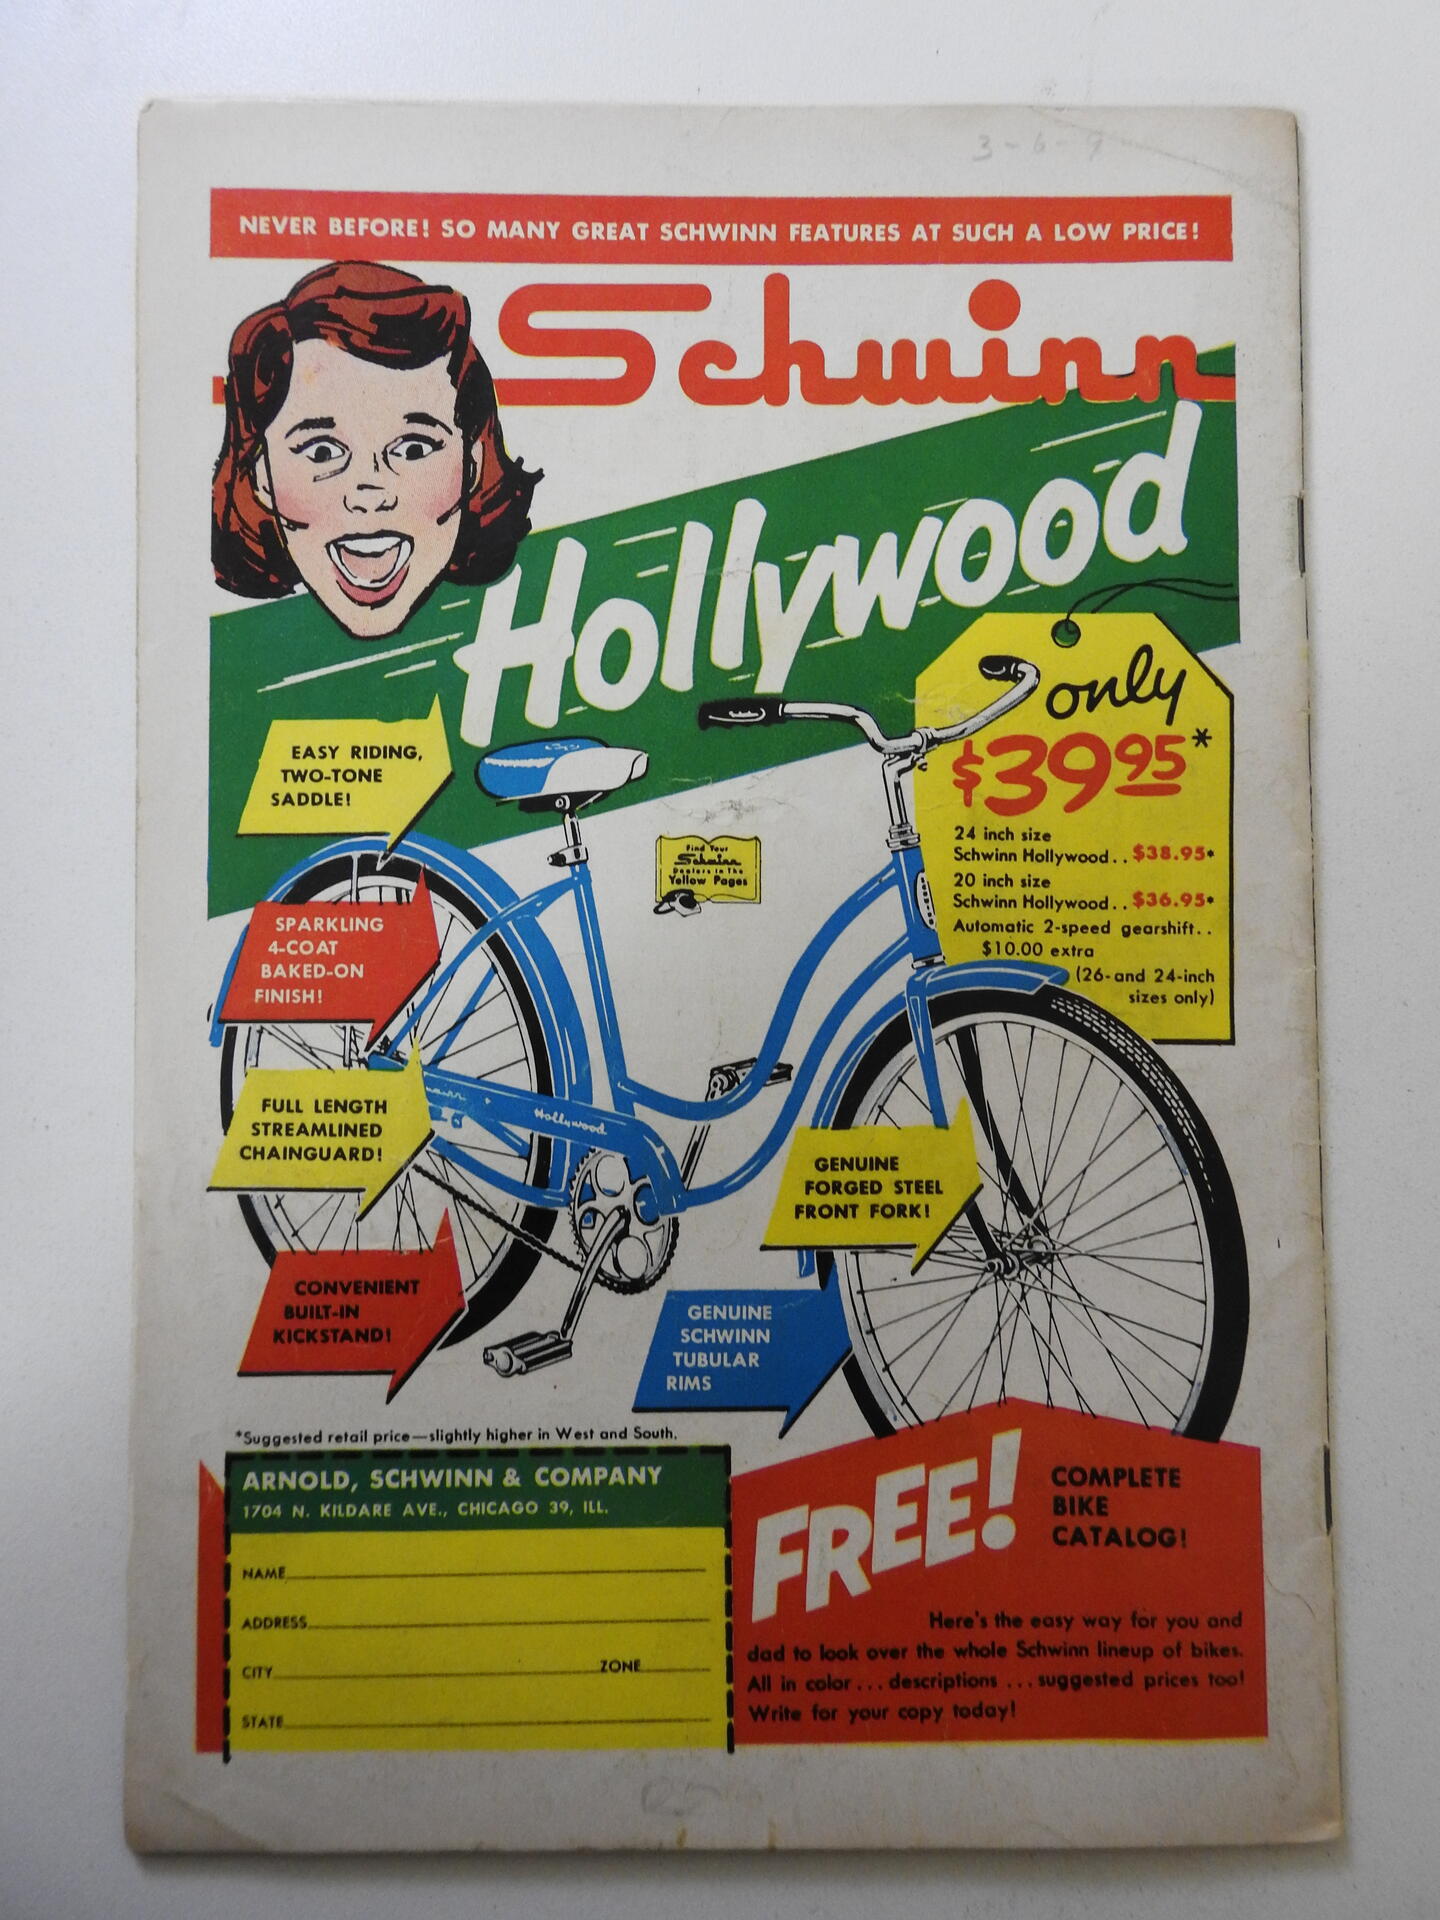 3-6-9
NEVER BEFORE! SO MANY GREAT SCHWINN FEATURES AT SUCH A LOW PRICE!
Schwinn
Hollywood
only
$39.95*
24 inch size
Schwinn Hollywood..$38.95*
20 inch size
Schwinn Hollywood..$36.95*
Automatic 2-speed gearshift..
$10.00 extra
(26-and 24-inch
sizes only)
EASY RIDING,
TWO-TONE
SADDLE!
Find Your
Schwinn
Dealers In The
Yellow Pages
SPARKLING
4-COAT
BAKED-ON
FINISH!
FULL LENGTH
STREAMLINED
CHAINGUARD!
Hollywood
GENUINE
FORGED STEEL
FRONT FORK!
CONVENIENT
BUILT-IN
KICKSTAND!
GENUINE
SCHWINN
TUBULAR
RIMS
*Suggested retail price—slightly higher in West and South.
ARNOLD, SCHWINN & COMPANY
1704 N. KILDARE AVE., CHICAGO 39, ILL.
NAME
ADDRESS
CITY ZONE
STATE
FREE!
COMPLETE
BIKE
CATALOG!
Here's the easy way for you and
dad to look over the whole Schwinn lineup of bikes.
All in color...descriptions...suggested prices too!
Write for your copy today!